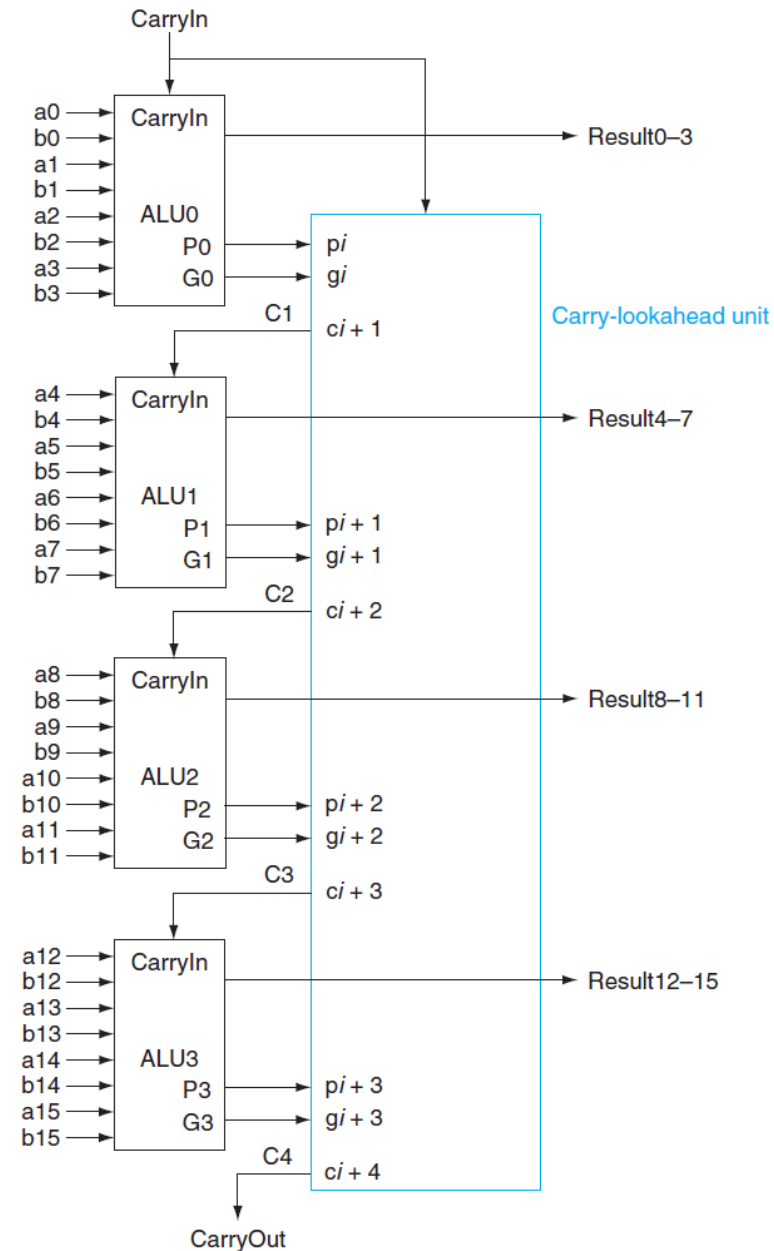 CarryIn
a0
b0
a1
b1
a2
b2
a3
b3
CarryIn
ALU0
P0
G0
Result0–3
pi
gi
C1
ci + 1
Carry-lookahead unit
a4
b4
a5
b5
a6
b6
a7
b7
CarryIn
ALU1
P1
G1
Result4–7
pi + 1
gi + 1
C2
ci + 2
a8
b8
a9
b9
a10
b10
a11
b11
CarryIn
ALU2
P2
G2
Result8–11
pi + 2
gi + 2
C3
ci + 3
a12
b12
a13
b13
a14
b14
a15
b15
CarryIn
ALU3
P3
G3
Result12–15
pi + 3
gi + 3
C4
ci + 4
CarryOut